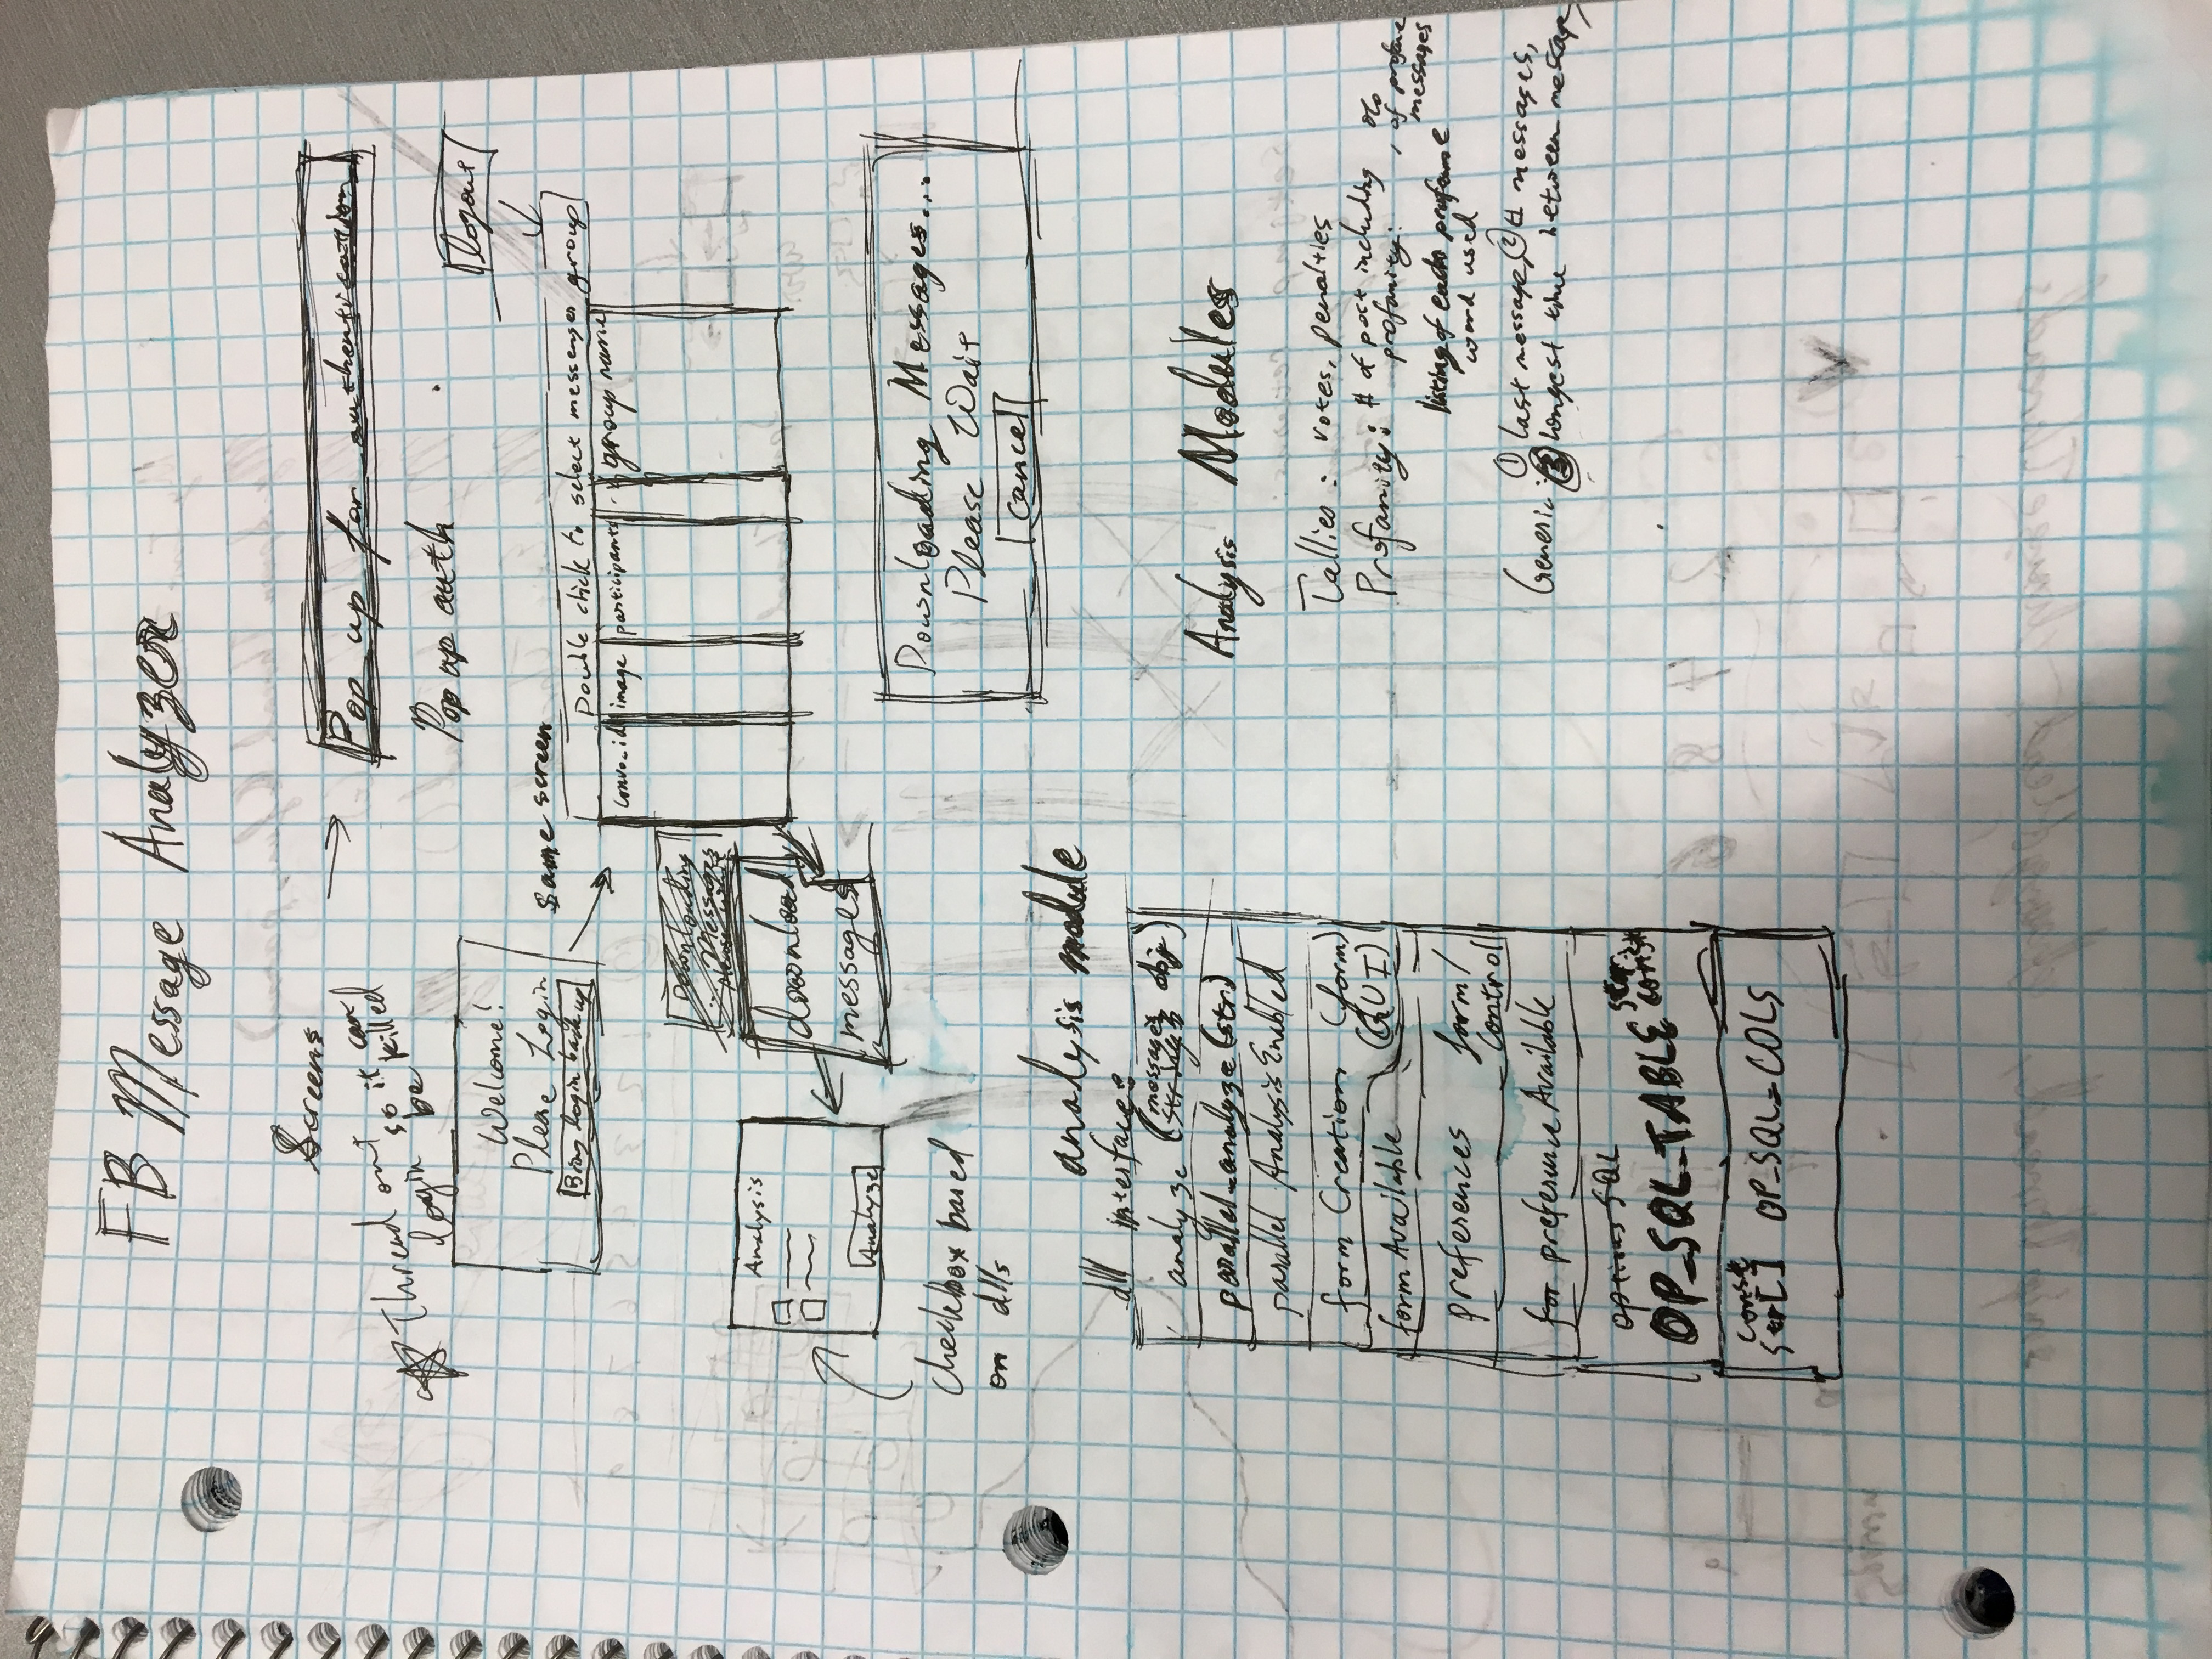 FB Message Analyzer
Screens
Pop up for authentication
Thread out
login so it can
be killed
Pop up auth
logout
Welcome!
Please Login
Bring login back up
Same screen
Double click to select messenger group
convo_id image participants group name
Downloading
... Messages
Please wait
download
messages
Analysis
Analyze
checkbox based
on dlls
Downloading Messages...
Please Wait
cancel
analysis module
dll interface:
analyze (messages obj)
strings
parallel_analyze (str)
parallel Analysis Enabled
form Creation (form)
(GUI)
form Available
preferences form/
Control
for preference Available
options SQL
OP_SQL_TABLE str const
const
str[] OP_SQL_COLS
Analysis Modules
Tallies: votes, penalties
Profanity: # of post including
profanity, % of profane
messages
listing of each profane
word used
Generic: ① last message, ② # messages,
③ longest time between message,